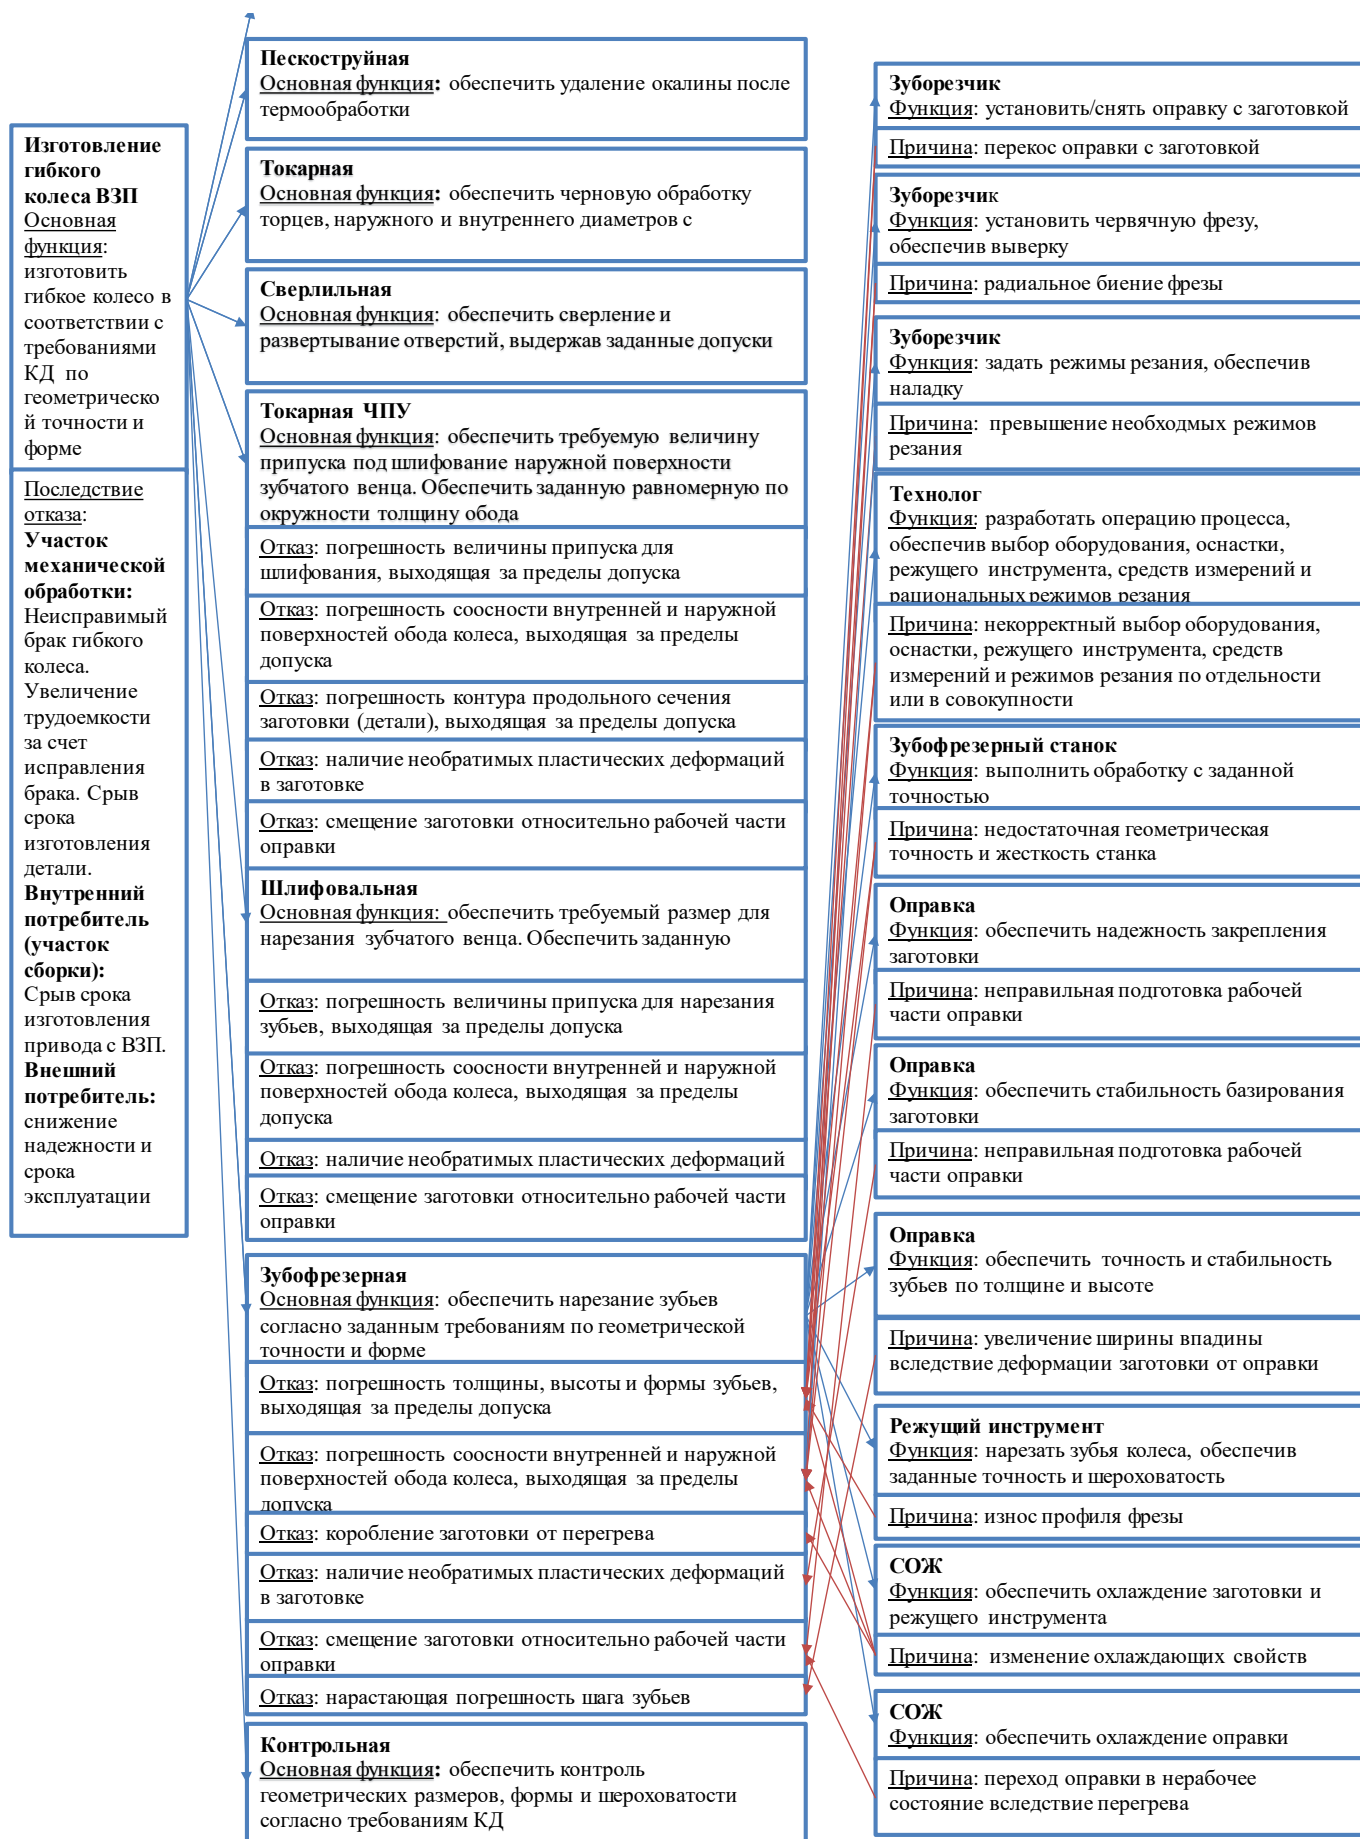 Изготовление
гибкого
колеса ВЗП
Основная
функция:
изготовить
гибкое колесо в
соответствии с
требованиями
КД по
геометрическо
й точности и
форме
Последствие
отказа:
Участок
механической
обработки:
Неисправимый
брак гибкого
колеса.
Увеличение
трудоемкости
за счет
исправления
брака. Срыв
срока
изготовления
детали.
Внутренний
потребитель
(участок
сборки):
Срыв срока
изготовления
привода с ВЗП.
Внешний
потребитель:
снижение
надежности и
срока
эксплуатации
Пескоструйная
Основная функция: обеспечить удаление окалины после
термообработки
Токарная
Основная функция: обеспечить черновую обработку
торцев, наружного и внутреннего диаметров с
Сверлильная
Основная функция: обеспечить сверление и
развертывание отверстий, выдержав заданные допуски
Токарная ЧПУ
Основная функция: обеспечить требуемую величину
припуска под шлифование наружной поверхности
зубчатого венца. Обеспечить заданную равномерную по
окружности толщину обода
Отказ: погрешность величины припуска для
шлифования, выходящая за пределы допуска
Отказ: погрешность соосности внутренней и наружной
поверхностей обода колеса, выходящая за пределы
допуска
Отказ: погрешность контура продольного сечения
заготовки (детали), выходящая за пределы допуска
Отказ: наличие необратимых пластических деформаций
в заготовке
Отказ: смещение заготовки относительно рабочей части
оправки
Шлифовальная
Основная функция: обеспечить требуемый размер для
нарезания зубчатого венца. Обеспечить заданную
Отказ: погрешность величины припуска для нарезания
зубьев, выходящая за пределы допуска
Отказ: погрешность соосности внутренней и наружной
поверхностей обода колеса, выходящая за пределы
допуска
Отказ: наличие необратимых пластических деформаций
Отказ: смещение заготовки относительно рабочей части
оправки
Зубофрезерная
Основная функция: обеспечить нарезание зубьев
согласно заданным требованиям по геометрической
точности и форме
Отказ: погрешность толщины, высоты и формы зубьев,
выходящая за пределы допуска
Отказ: погрешность соосности внутренней и наружной
поверхностей обода колеса, выходящая за пределы
допуска
Отказ: коробление заготовки от перегрева
Отказ: наличие необратимых пластических деформаций
в заготовке
Отказ: смещение заготовки относительно рабочей части
оправки
Отказ: нарастающая погрешность шага зубьев
Контрольная
Основная функция: обеспечить контроль
геометрических размеров, формы и шероховатости
согласно требованиям КД
Зуборезчик
Функция: установить/снять оправку с заготовкой
Причина: перекос оправки с заготовкой
Зуборезчик
Функция: установить червячную фрезу,
обеспечив выверку
Причина: радиальное биение фрезы
Зуборезчик
Функция: задать режимы резания, обеспечив
наладку
Причина: превышение необходмых режимов
резания
Технолог
Функция: разработать операцию процесса,
обеспечив выбор оборудования, оснастки,
режущего инструмента, средств измерений и
рациональных режимов резания
Причина: некорректный выбор оборудования,
оснастки, режущего инструмента, средств
измерений и режимов резания по отдельности
или в совокупности
Зубофрезерный станок
Функция: выполнить обработку с заданной
точностью
Причина: недостаточная геометрическая
точность и жесткость станка
Оправка
Функция: обеспечить надежность закрепления
заготовки
Причина: неправильная подготовка рабочей
части оправки
Оправка
Функция: обеспечить стабильность базирования
заготовки
Причина: неправильная подготовка рабочей
части оправки
Оправка
Функция: обеспечить точность и стабильность
зубьев по толщине и высоте
Причина: увеличение ширины впадины
вследствие деформации заготовки от оправки
Режущий инструмент
Функция: нарезать зубья колеса, обеспечив
заданные точность и шероховатость
Причина: износ профиля фрезы
СОЖ
Функция: обеспечить охлаждение заготовки и
режущего инструмента
Причина: изменение охлаждающих свойств
СОЖ
Функция: обеспечить охлаждение оправки
Причина: переход оправки в нерабочее
состояние вследствие перегрева